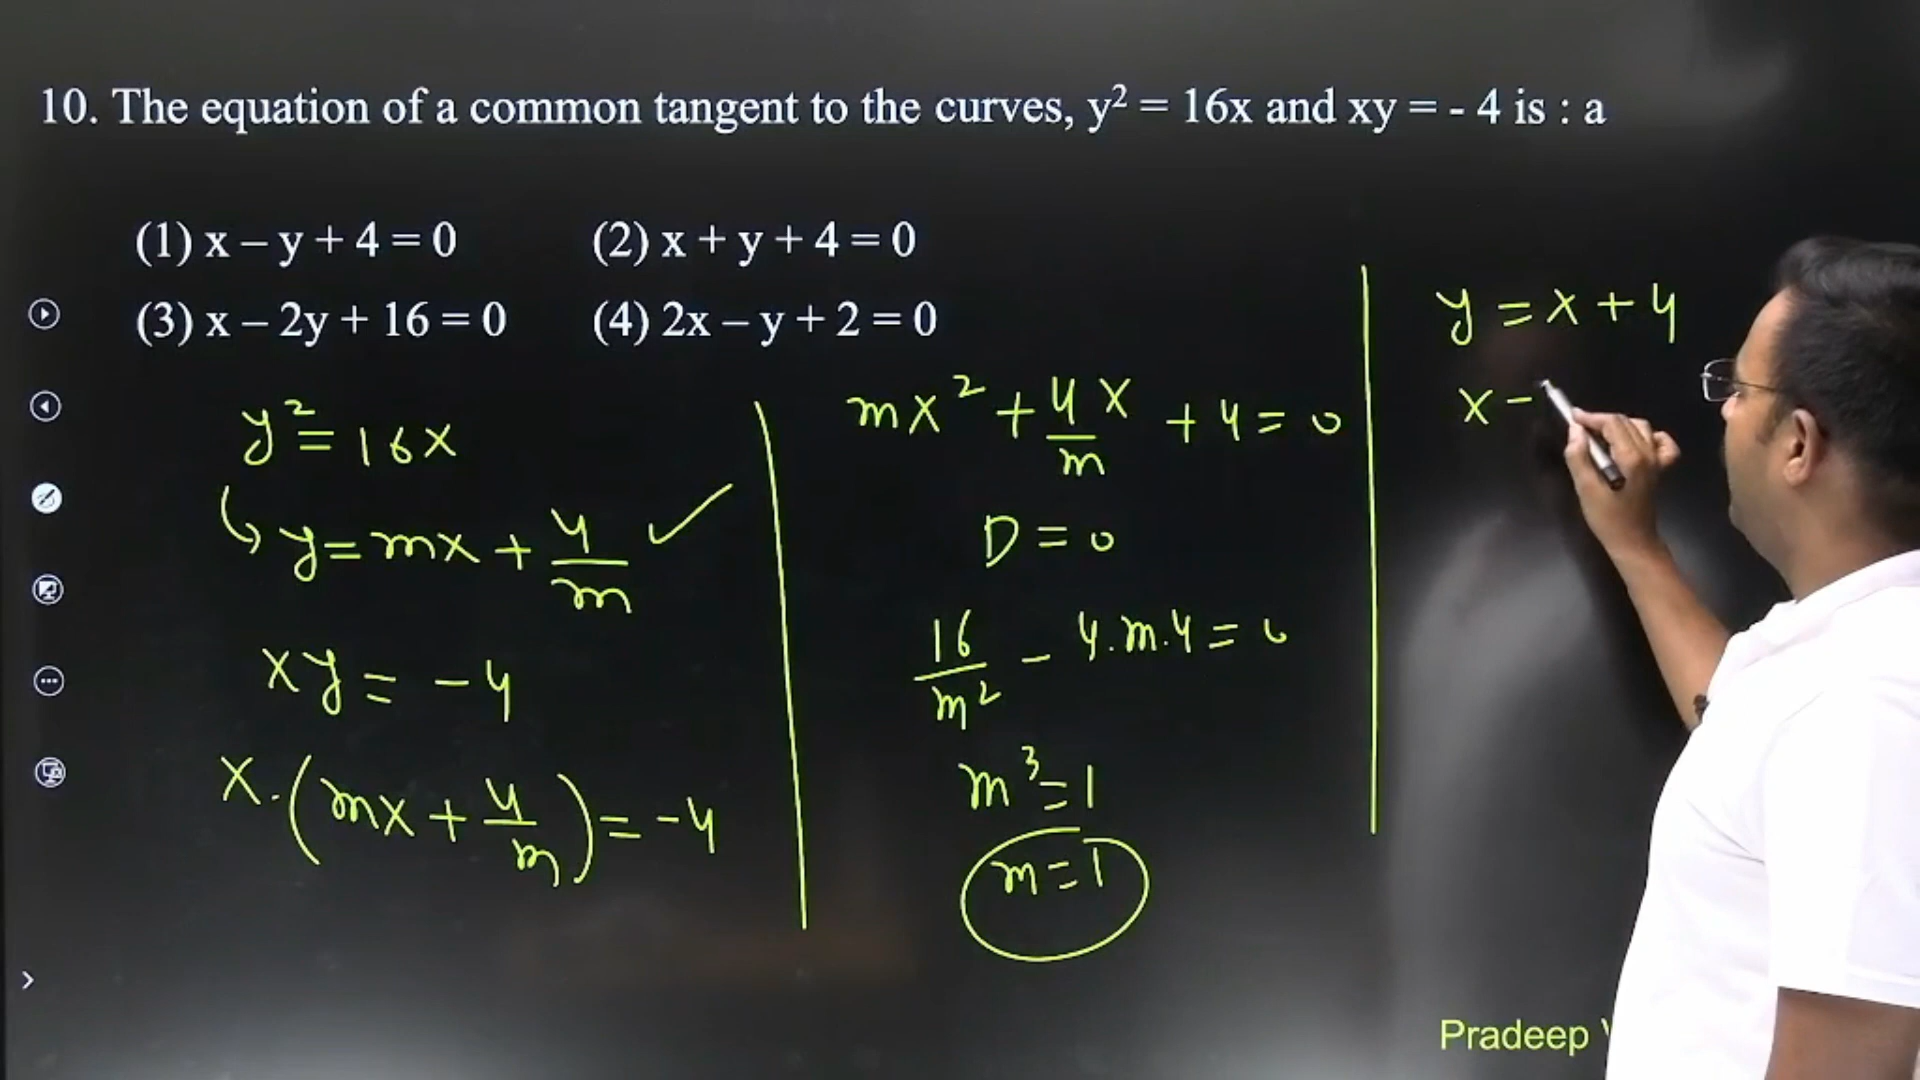 10. The equation of a common tangent to the curves, y² = 16x and xy = - 4 is : a
(1) x – y + 4 = 0
(2) x + y + 4 = 0
(3) x – 2y + 16 = 0
(4) 2x – y + 2 = 0
y² = 16x
↳ y = mx + 4/m ✓
xy = -4
x·(mx + 4/m) = -4
mx² + 4x/m + 4 = 0
D = 0
16/m² - 4.m.4 = 0
m³ = 1
m = 1
y = x + 4
x -
Pradeep